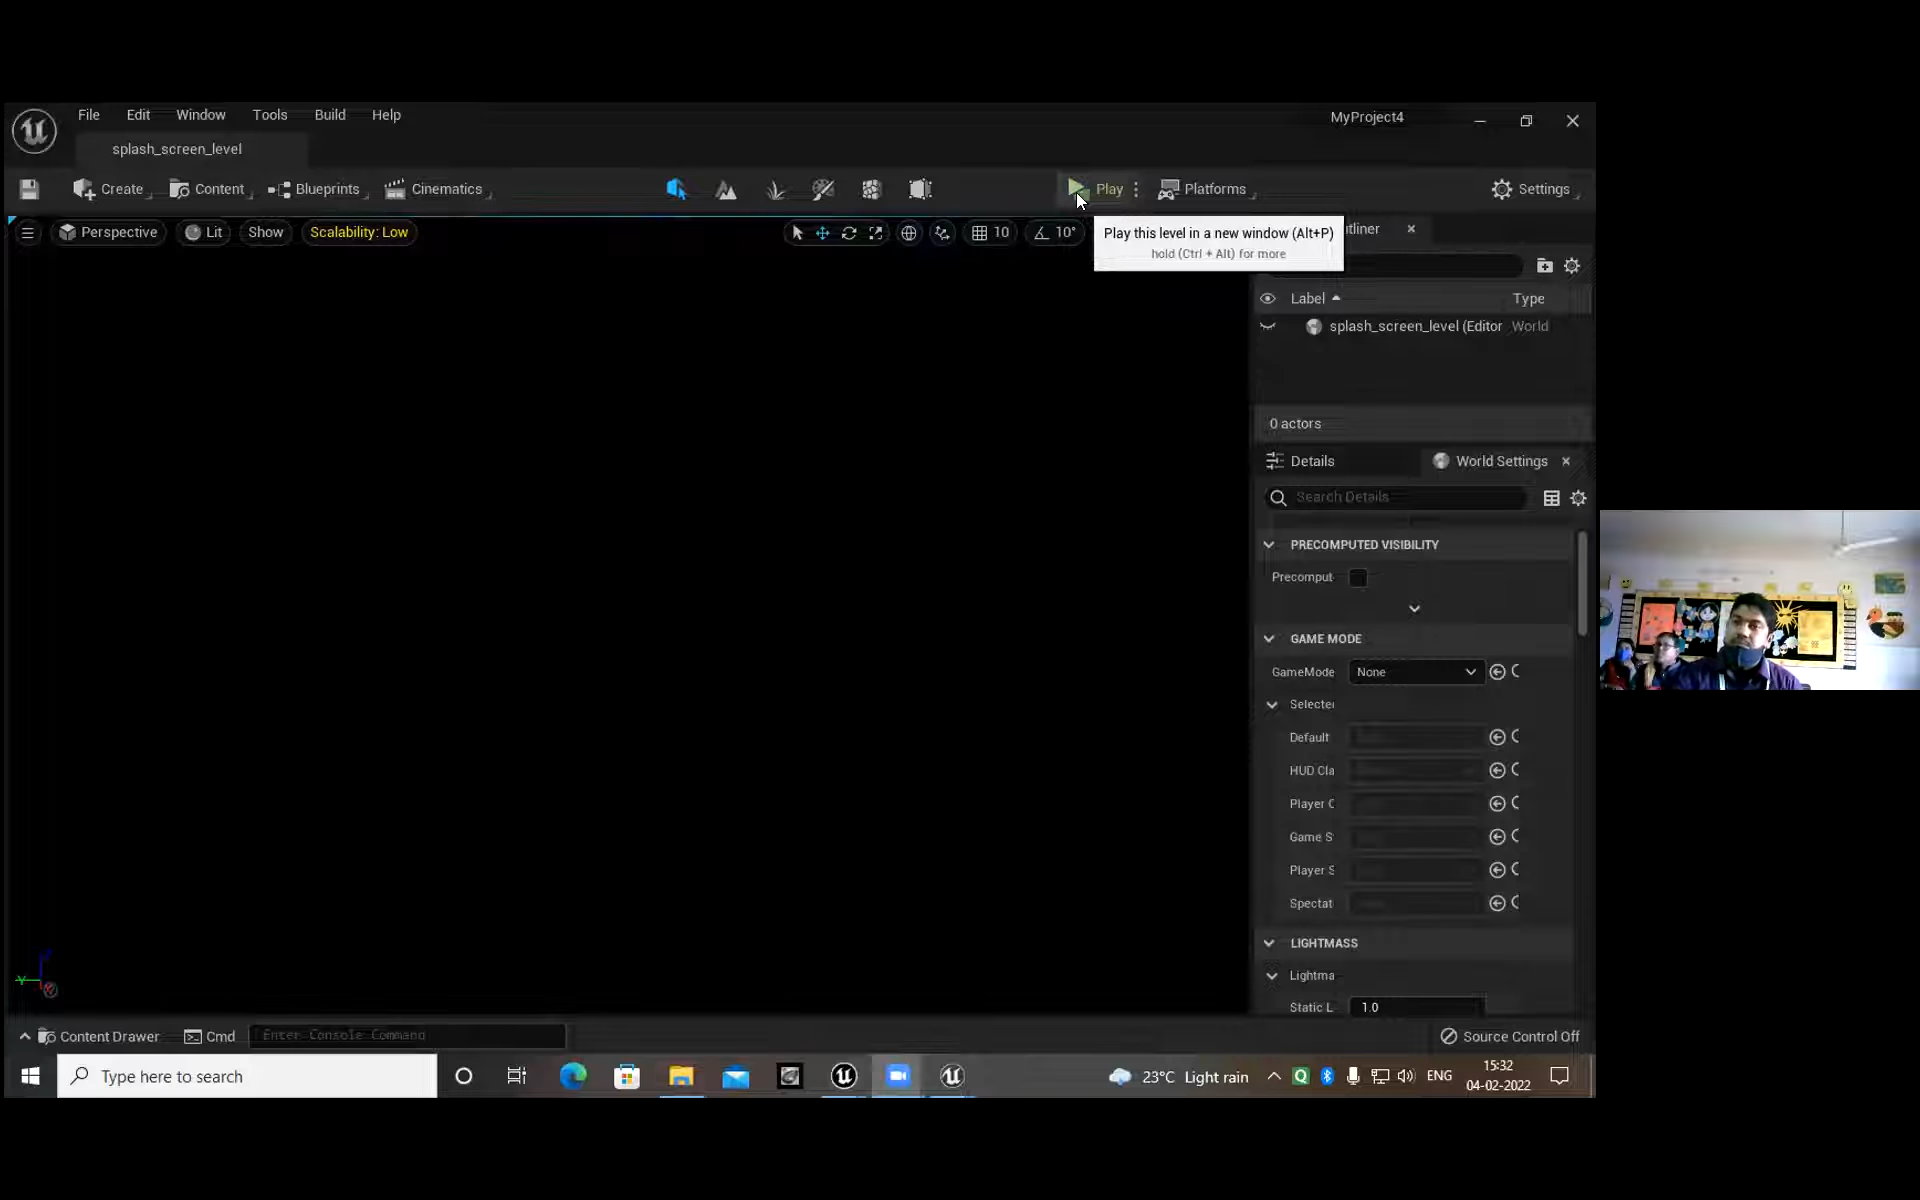 File Edit Window Tools Build Help
MyProject4
splash_screen_level
Create Content Blueprints Cinematics
Play Platforms
Settings
Perspective Lit Show Scalability: Low
10 10°
Play this level in a new window (Alt+P)
hold (Ctrl + Alt) for more
utliner
Label Type
splash_screen_level (Editor World
0 actors
Details World Settings
Search Details
PRECOMPUTED VISIBILITY
Precomput
GAME MODE
GameMode None
Selecte
Default
HUD Cla
Player C
Game S
Player S
Spectat
LIGHTMASS
Lightma
Static L 1.0
Content Drawer Cmd Enter Console Command
Source Control Off
Type here to search
23°C Light rain
ENG
15:32
04-02-2022